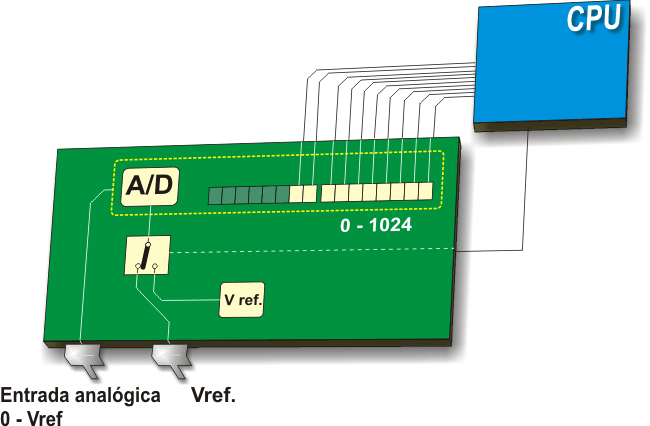 CPU
A/D
0 - 1024
V ref.
Entrada analógica
Vref.
0 - Vref